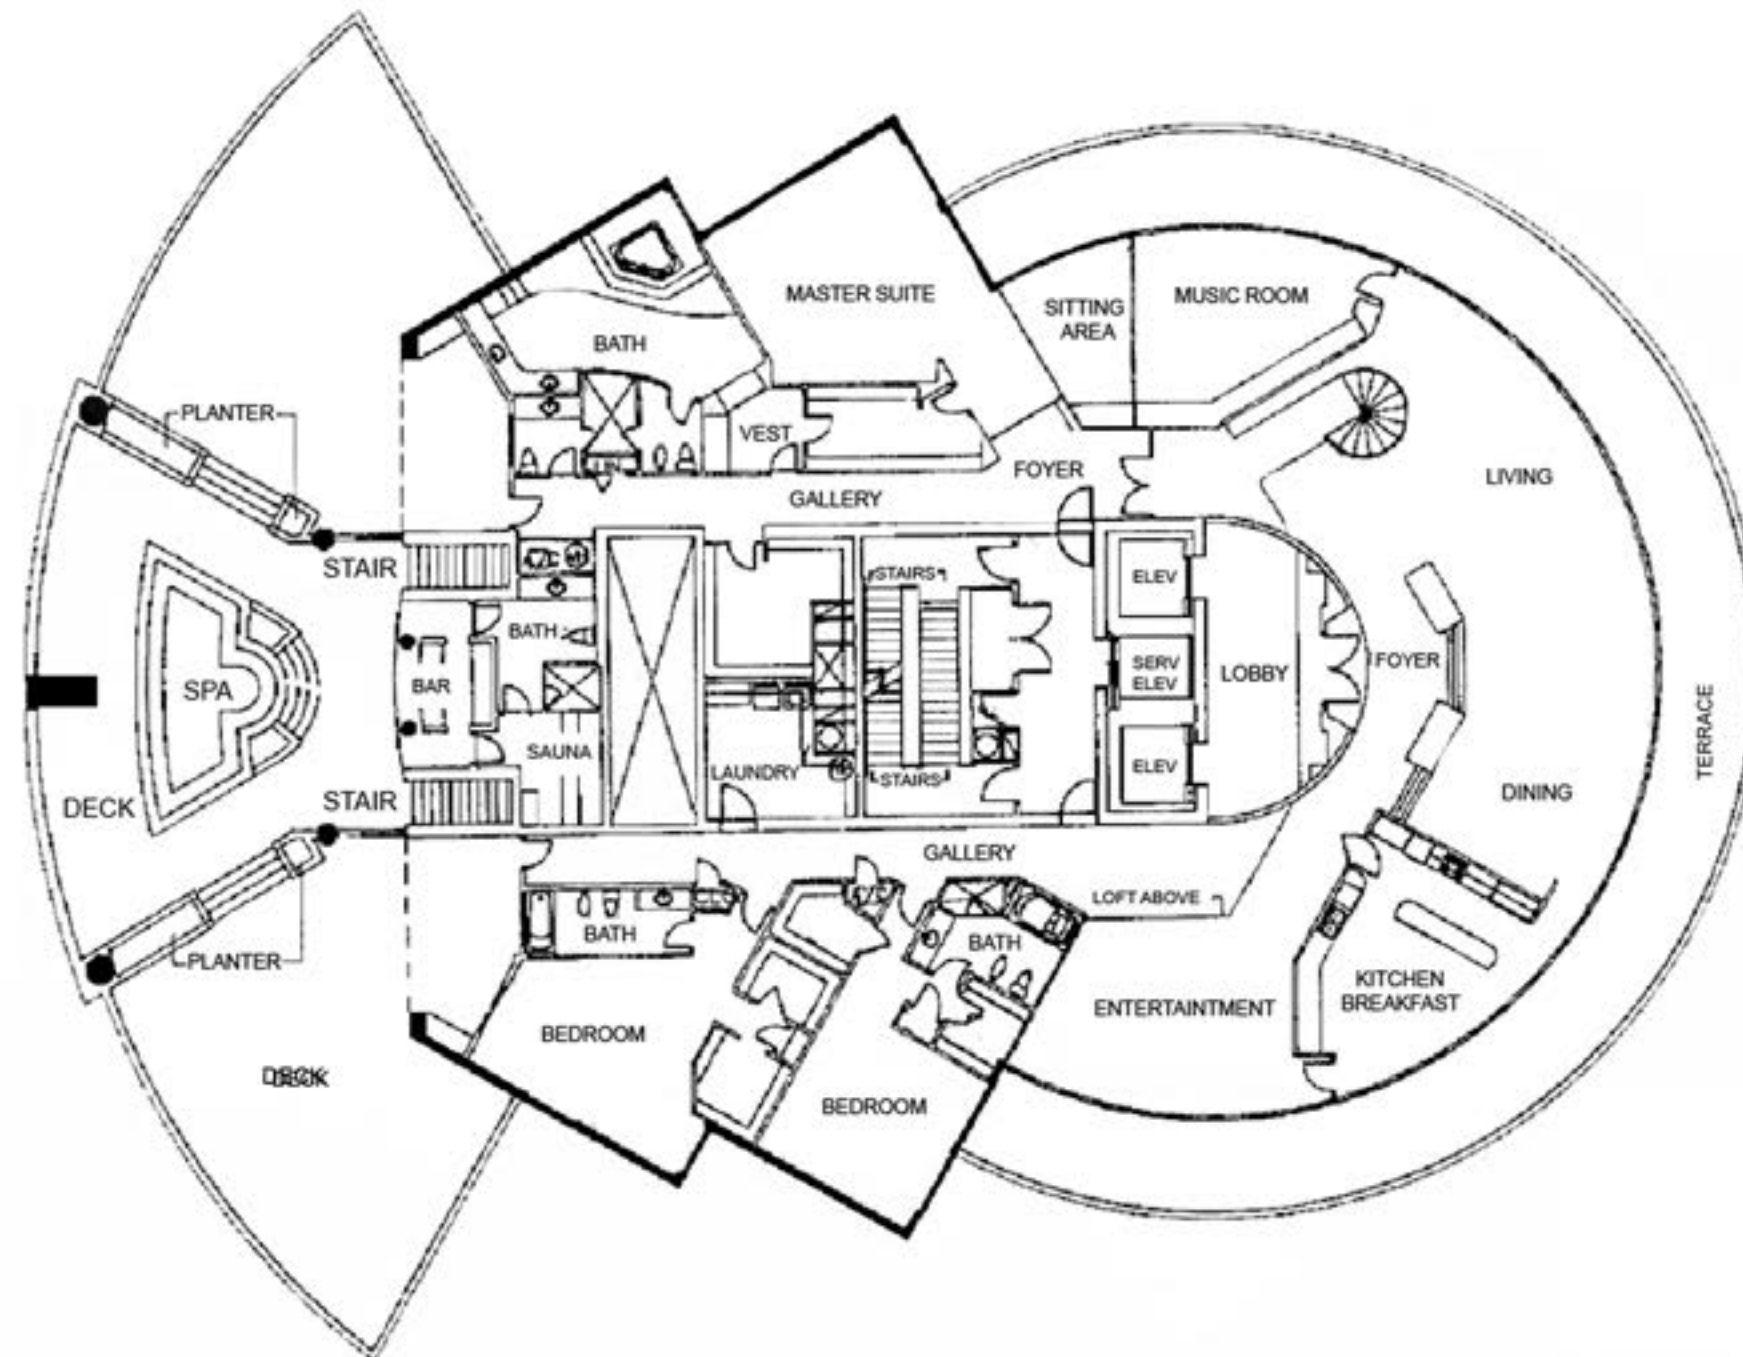 MASTER SUITE
MUSIC ROOM
SITTING
AREA
BATH
PLANTER
VEST
FOYER
LIVING
GALLERY
STAIR
STAIRS
ELEV
BATH
SERV
ELEV
LOBBY
FOYER
SPA
BAR
TERRACE
SAUNA
LAUNDRY
STAIRS
ELEV
DECK
STAIR
DINING
GALLERY
LOFT ABOVE
BATH
BATH
PLANTER
KITCHEN
BREAKFAST
ENTERTAINTMENT
BEDROOM
DECK
BEDROOM